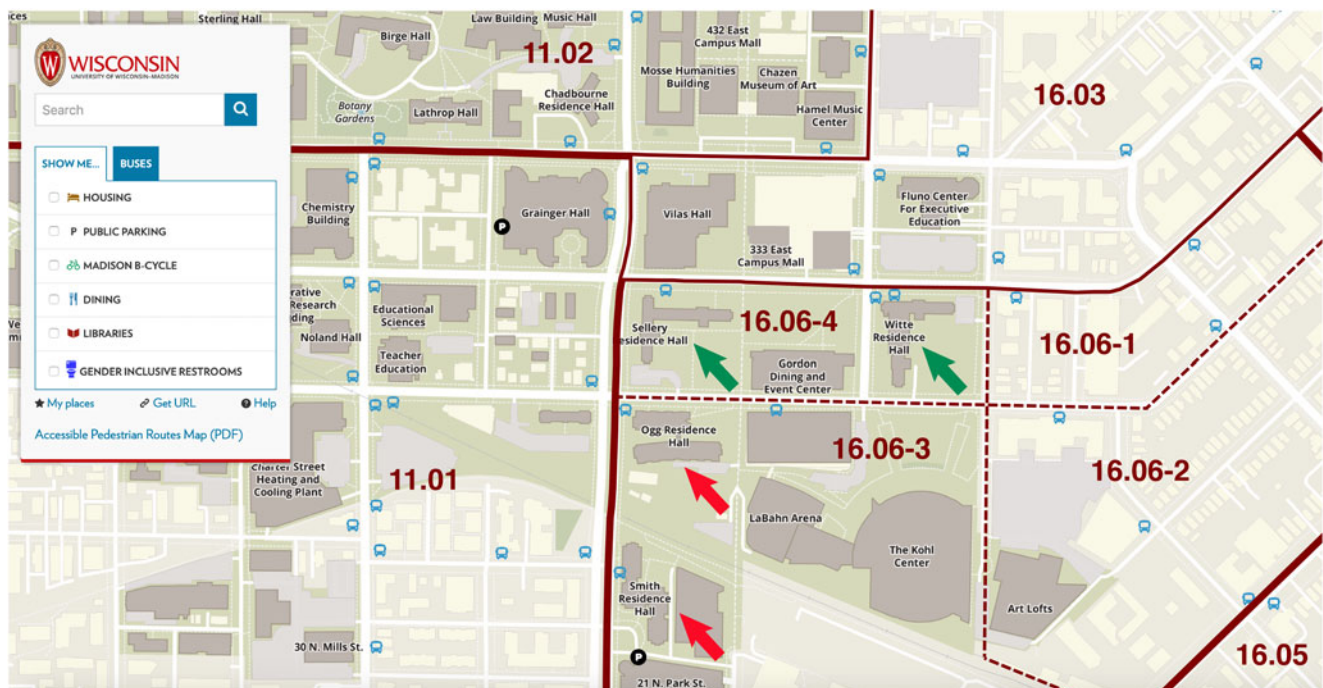 WISCONSIN
UNIVERSITY OF WISCONSIN–MADISON
Search
SHOW ME...
BUSES
HOUSING
P PUBLIC PARKING
MADISON B-CYCLE
DINING
LIBRARIES
GENDER INCLUSIVE RESTROOMS
My places
Get URL
Help
Accessible Pedestrian Routes Map (PDF)
Sterling Hall
Birge Hall
Law Building
Music Hall
11.02
432 East
Campus Mall
Mosse Humanities
Building
Chazen
Museum of Art
Hamel Music
Center
16.03
Botany
Gardens
Lathrop Hall
Chadbourne
Residence Hall
Chemistry
Building
Grainger Hall
P
Vilas Hall
333 East
Campus Mall
Fluno Center
For Executive
Education
Research
Noland Hall
Educational
Sciences
Teacher
Education
Sellery
esidence Hall
16.06-4
Gordon
Dining and
Event Center
Witte
Residence
Hall
16.06-1
Ogg Residence
Hall
16.06-3
16.06-2
Charter Street
Heating and
Cooling Plant
11.01
LaBahn Arena
The Kohl
Center
Smith
Residence
Hall
Art Lofts
30 N. Mills St.
P
21 N. Park St.
16.05